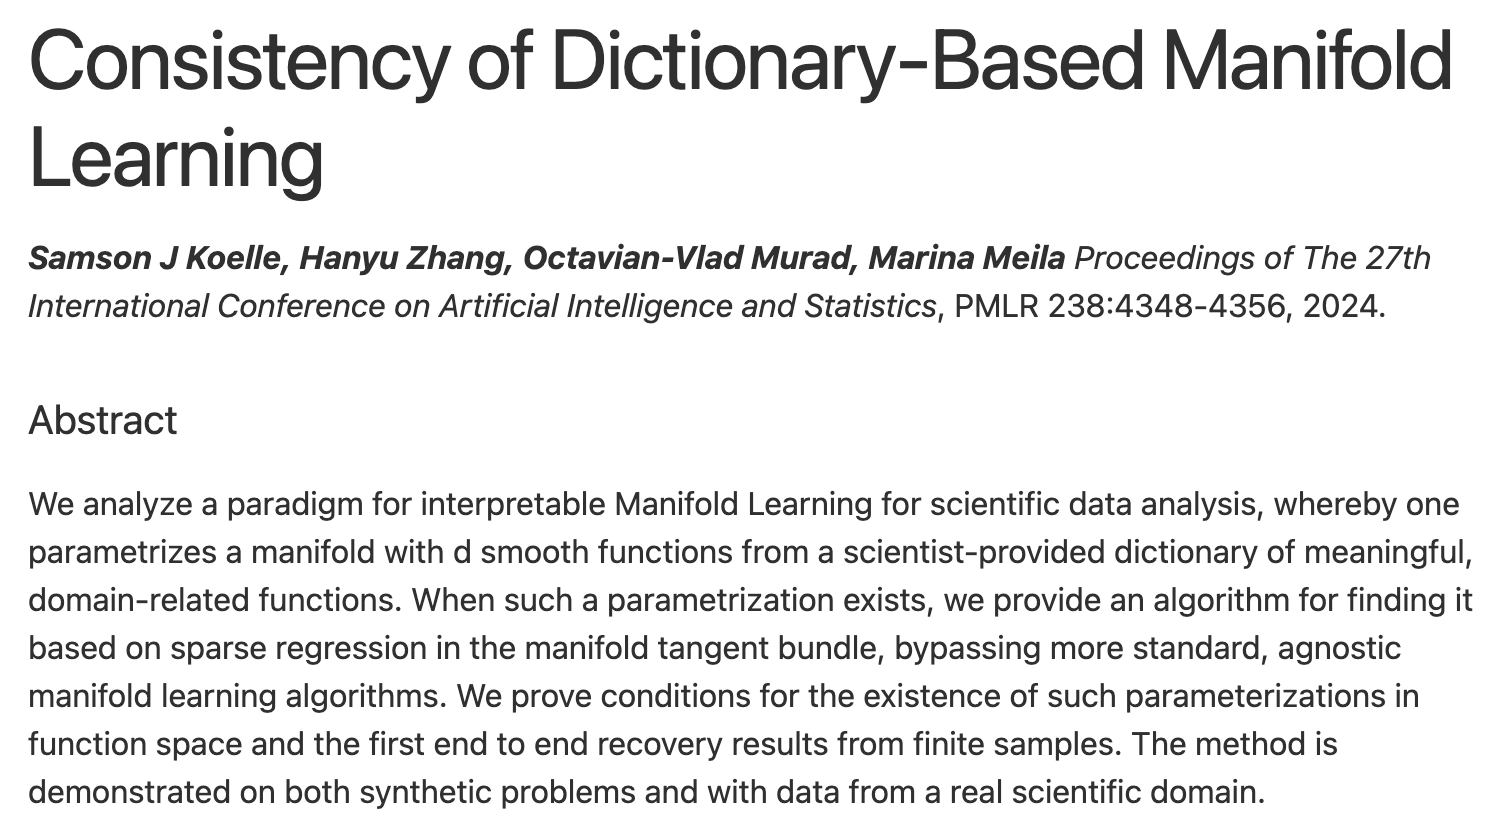 Consistency of Dictionary-Based Manifold
Learning
Samson J Koelle, Hanyu Zhang, Octavian-Vlad Murad, Marina Meila Proceedings of The 27th
International Conference on Artificial Intelligence and Statistics, PMLR 238:4348-4356, 2024.
Abstract
We analyze a paradigm for interpretable Manifold Learning for scientific data analysis, whereby one
parametrizes a manifold with d smooth functions from a scientist-provided dictionary of meaningful,
domain-related functions. When such a parametrization exists, we provide an algorithm for finding it
based on sparse regression in the manifold tangent bundle, bypassing more standard, agnostic
manifold learning algorithms. We prove conditions for the existence of such parameterizations in
function space and the first end to end recovery results from finite samples. The method is
demonstrated on both synthetic problems and with data from a real scientific domain.